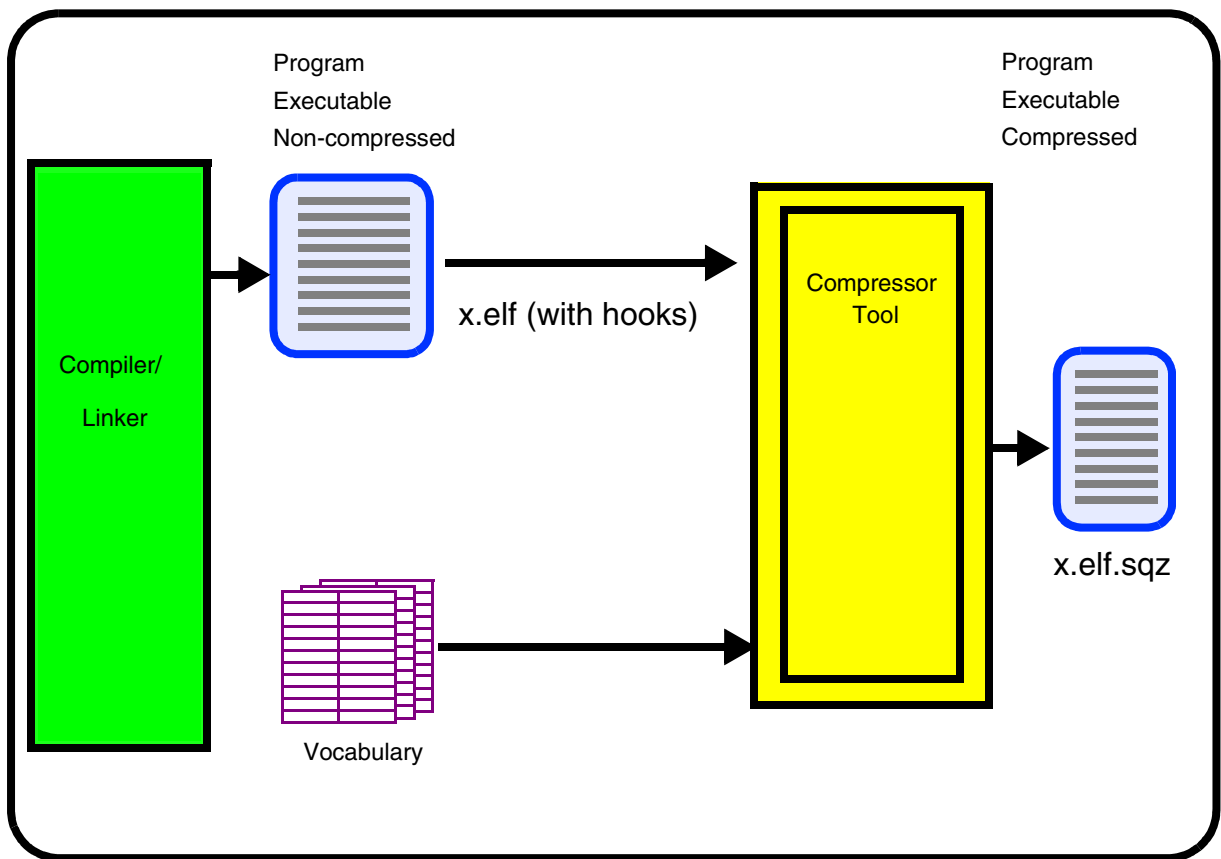 Program
Executable
Non-compressed
Program
Executable
Compressed
Compiler/
Linker
x.elf (with hooks)
Compressor
Tool
x.elf.sqz
Vocabulary